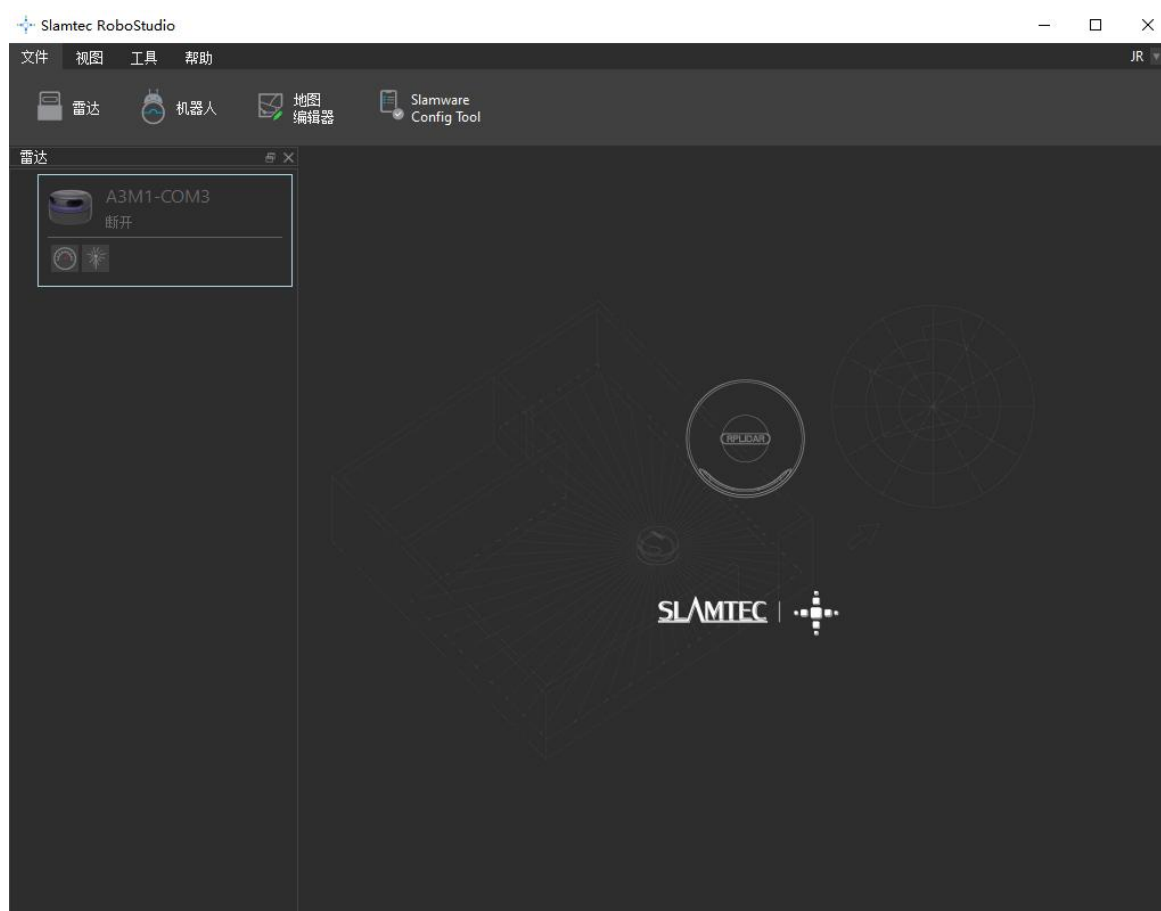 Slamtec RoboStudio
文件 视图 工具 帮助 JR
雷达 机器人 地图 编辑器 Slamware Config Tool
雷达
A3M1-COM3
断开
RPLIDAR
SLAMTEC